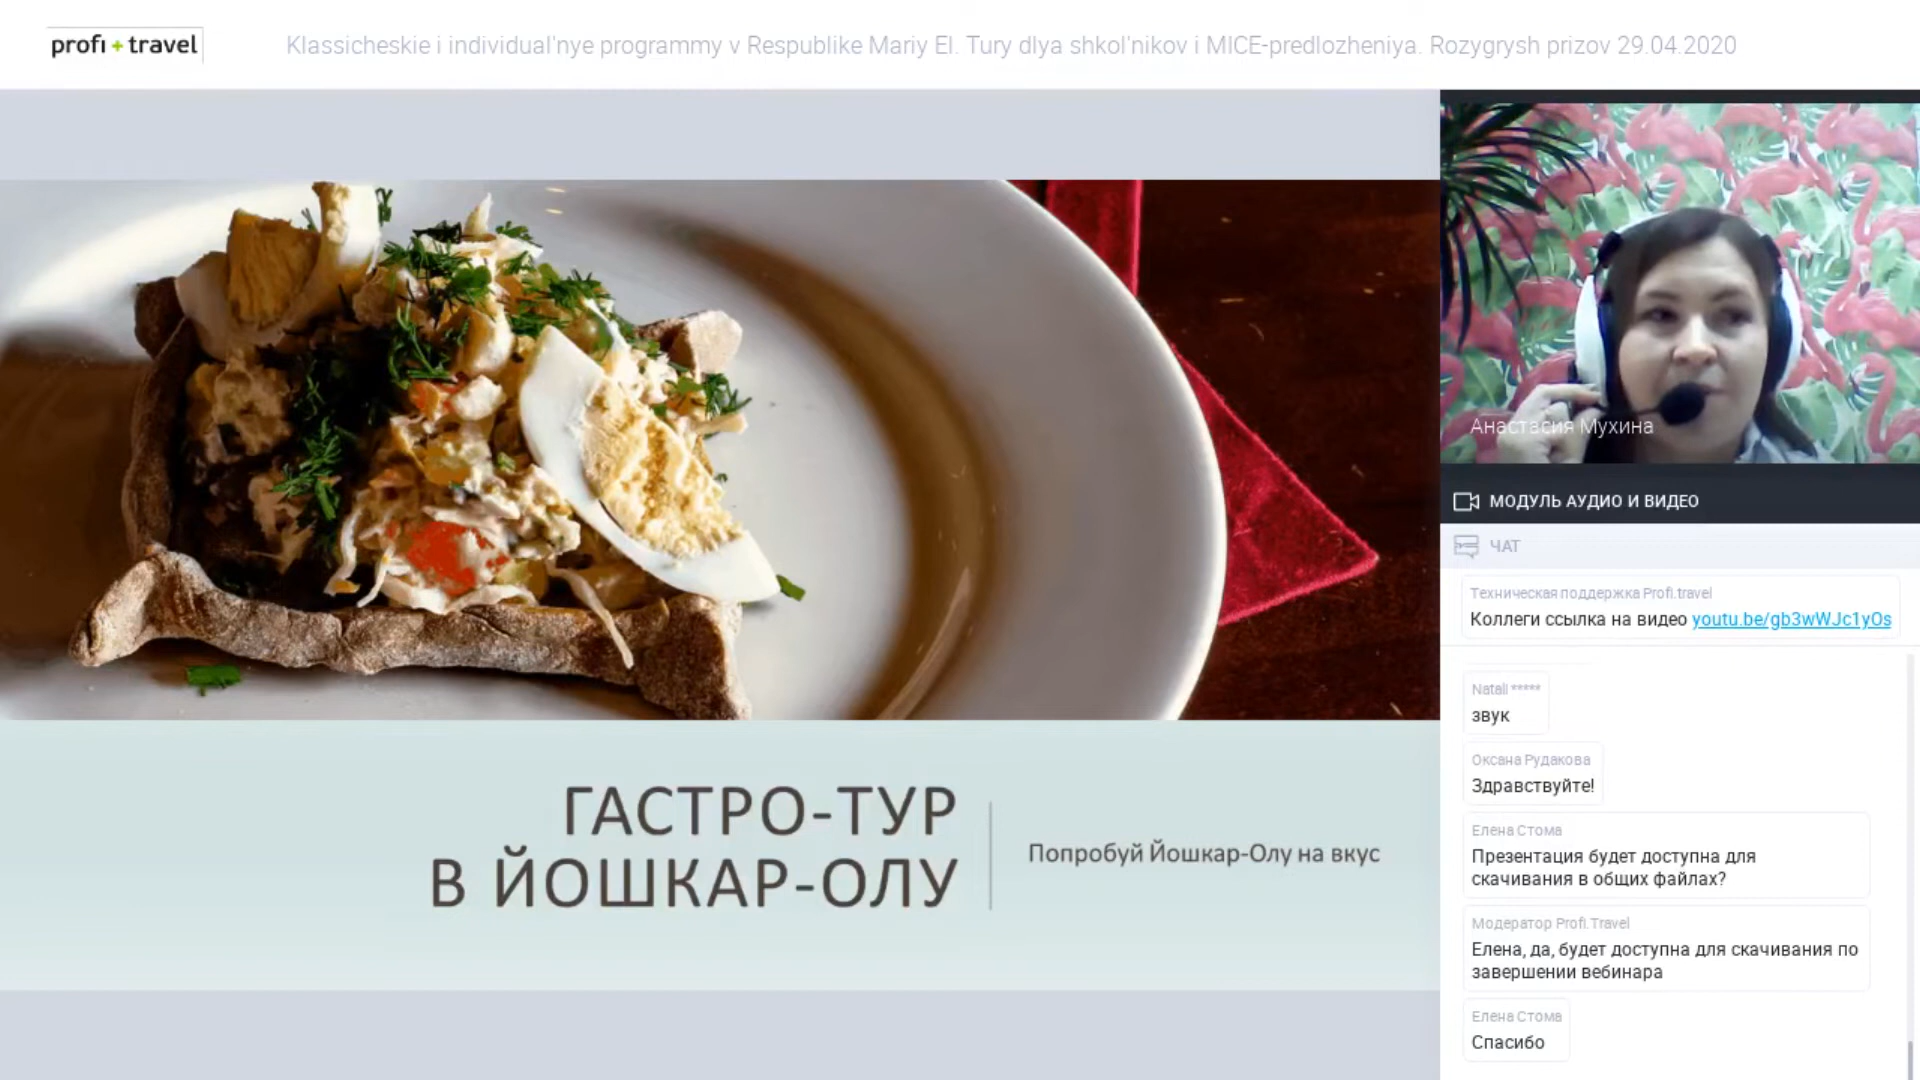 profi + travel
Klassicheskie i individual'nye programmy v Respublike Mariy El. Tury dlya shkol'nikov i MICE-predlozheniya. Rozygrysh prizov 29.04.2020
ГАСТРО-ТУР
В ЙОШКАР-ОЛУ
Попробуй Йошкар-Олу на вкус
Анастасия Мухина
МОДУЛЬ АУДИО И ВИДЕО
ЧАТ
Техническая поддержка Profi.travel
Коллеги ссылка на видео youtu.be/gb3wWJc1yOs
Natali *****
звук
Оксана Рудакова
Здравствуйте!
Елена Стома
Презентация будет доступна для
скачивания в общих файлах?
Модератор Profi.Travel
Елена, да, будет доступна для скачивания по
завершении вебинара
Елена Стома
Спасибо